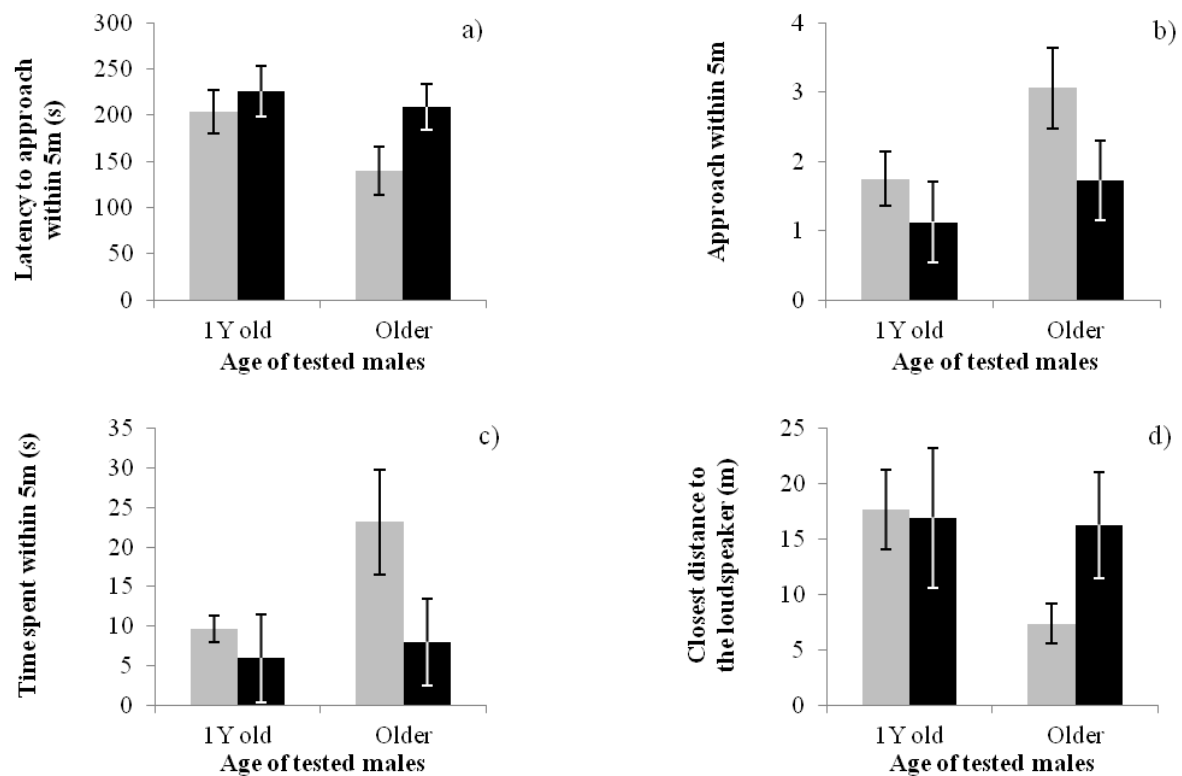 a)
Latency to approach
within 5m (s)
300
250
200
150
100
50
0
1Y old
Older
Age of tested males
b)
Approach within 5m
4
3
2
1
0
1Y old
Older
Age of tested males
c)
Time spent within 5m (s)
35
30
25
20
15
10
5
0
1Y old
Older
Age of tested males
d)
Closest distance to
the loudspeaker (m)
25
20
15
10
5
0
1Y old
Older
Age of tested males